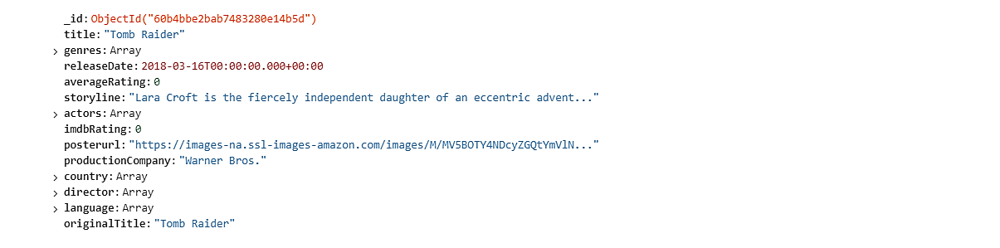 _id: ObjectId("60b4bbe2bab7483280e14b5d")
title: "Tomb Raider"
> genres: Array
releaseDate: 2018-03-16T00:00:00.000+00:00
averageRating: 0
storyline: "Lara Croft is the fiercely independent daughter of an eccentric advent..."
> actors: Array
imdbRating: 0
posterurl: "https://images-na.ssl-images-amazon.com/images/M/MV5BOTY4NDcyZGQtYmVlN..."
productionCompany: "Warner Bros."
> country: Array
> director: Array
> language: Array
originalTitle: "Tomb Raider"